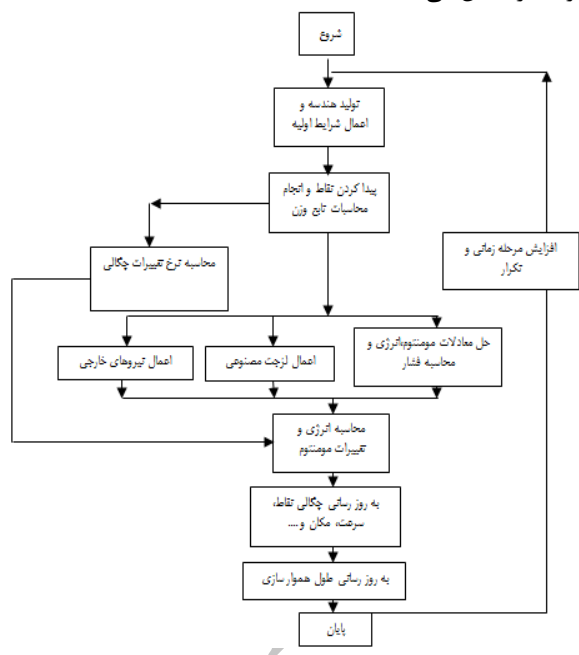 شروع
تولید هندسه و
اعمال شرایط اولیه
پیدا کردن نقاط و انجام
محاسبات تابع وزن
افزایش مرحله زمانی و
تکرار
محاسبه نرخ تغییرات چگالی
حل معادلات مومنتوم،انرژی و
محاسبه فشار
اعمال لزجت مصنوعی
اعمال نیروهای خارجی
محاسبه انرژی و
تغییرات مومنتوم
به روز رسانی چگالی نقاط،
سرعت، مکان و....
به روز رسانی طول هموار سازی
پایان